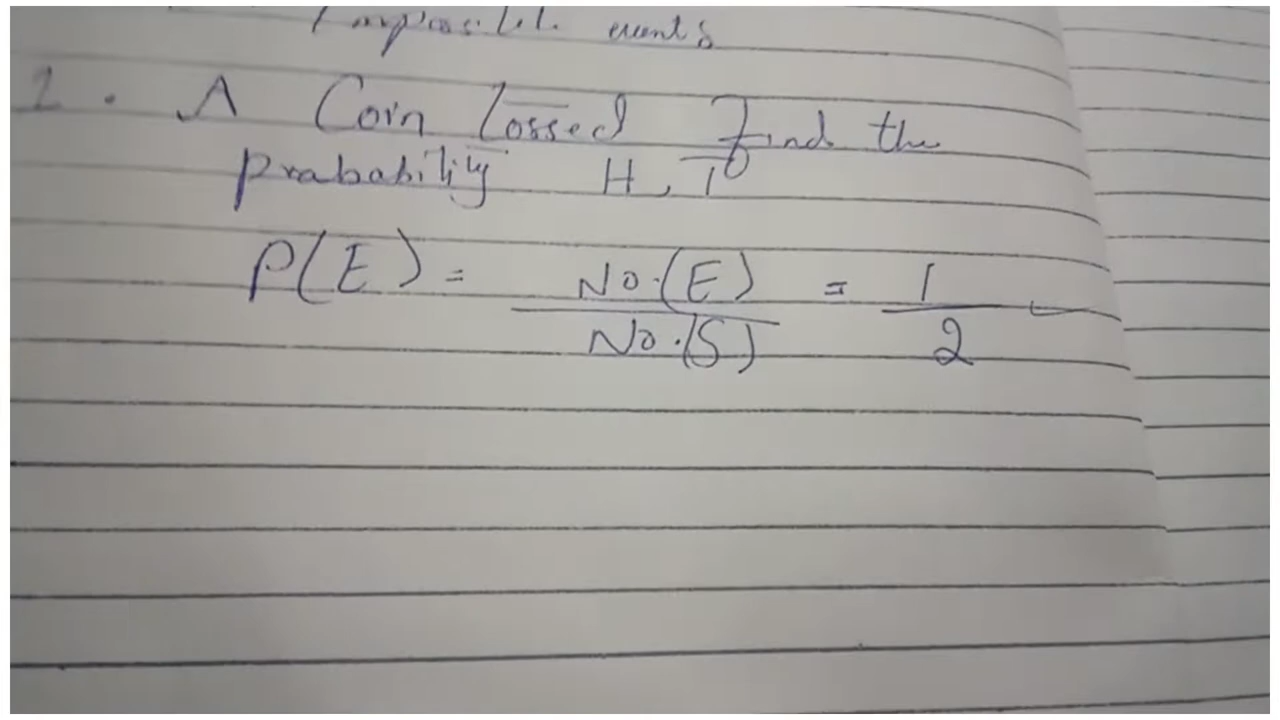 Impossible events
1. A Coin Tossed Find the
probability H, T
P(E) = No.(E) / No.(S) = 1 / 2